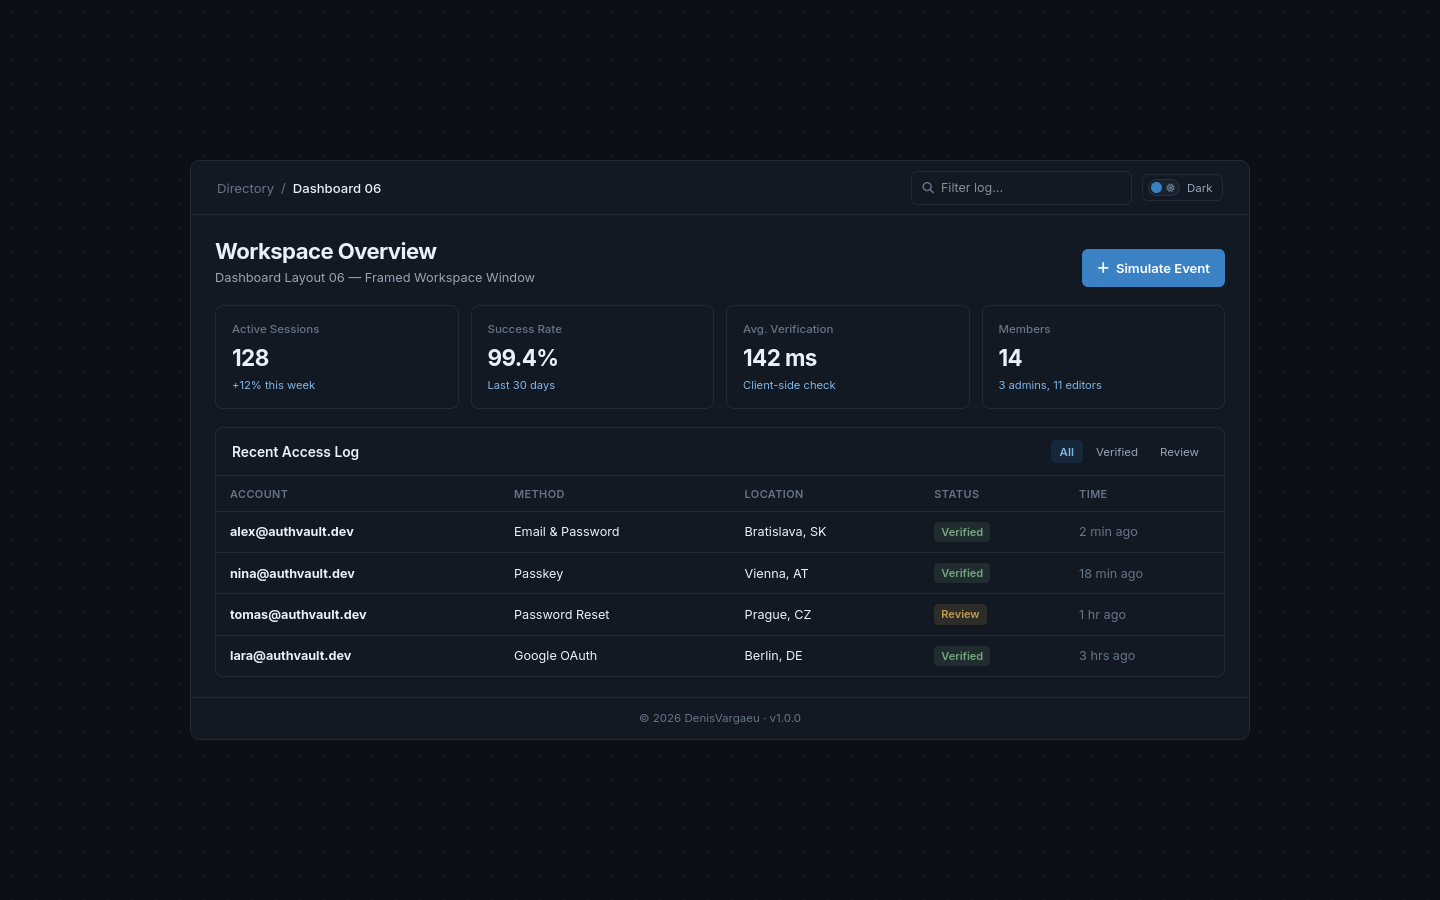 Directory / Dashboard 06
Filter log...
Dark
Workspace Overview
Dashboard Layout 06 — Framed Workspace Window
+ Simulate Event
Active Sessions
128
+12% this week
Success Rate
99.4%
Last 30 days
Avg. Verification
142 ms
Client-side check
Members
14
3 admins, 11 editors
Recent Access Log
All Verified Review
ACCOUNT METHOD LOCATION STATUS TIME
alex@authvault.dev Email & Password Bratislava, SK Verified 2 min ago
nina@authvault.dev Passkey Vienna, AT Verified 18 min ago
tomas@authvault.dev Password Reset Prague, CZ Review 1 hr ago
lara@authvault.dev Google OAuth Berlin, DE Verified 3 hrs ago
© 2026 DenisVargaeu · v1.0.0